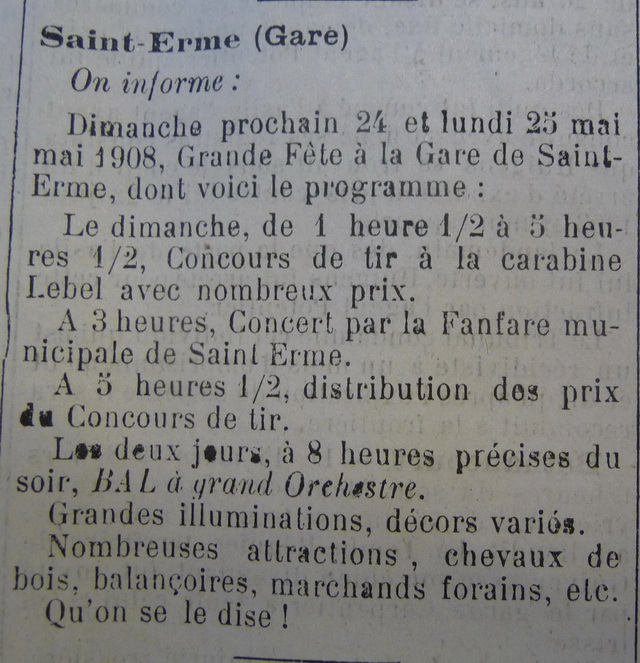 Saint-Erme (Gare)
On informe :
Dimanche prochain 24 et lundi 25 mai
mai 1908, Grande Fête à la Gare de Saint-
Erme, dont voici le programme :
Le dimanche, de 1 heure 1/2 à 5 heu-
res 1/2, Concours de tir à la carabine
Lebel avec nombreux prix.
A 3 heures, Concert par la Fanfare mu-
nicipale de Saint Erme.
A 5 heures 1/2, distribution des prix
du Concours de tir.
Les deux jours, à 8 heures précises du
soir, BAL à grand Orchestre.
Grandes illuminations, décors variés.
Nombreuses attractions, chevaux de
bois, balançoires, marchands forains, etc.
Qu'on se le dise !